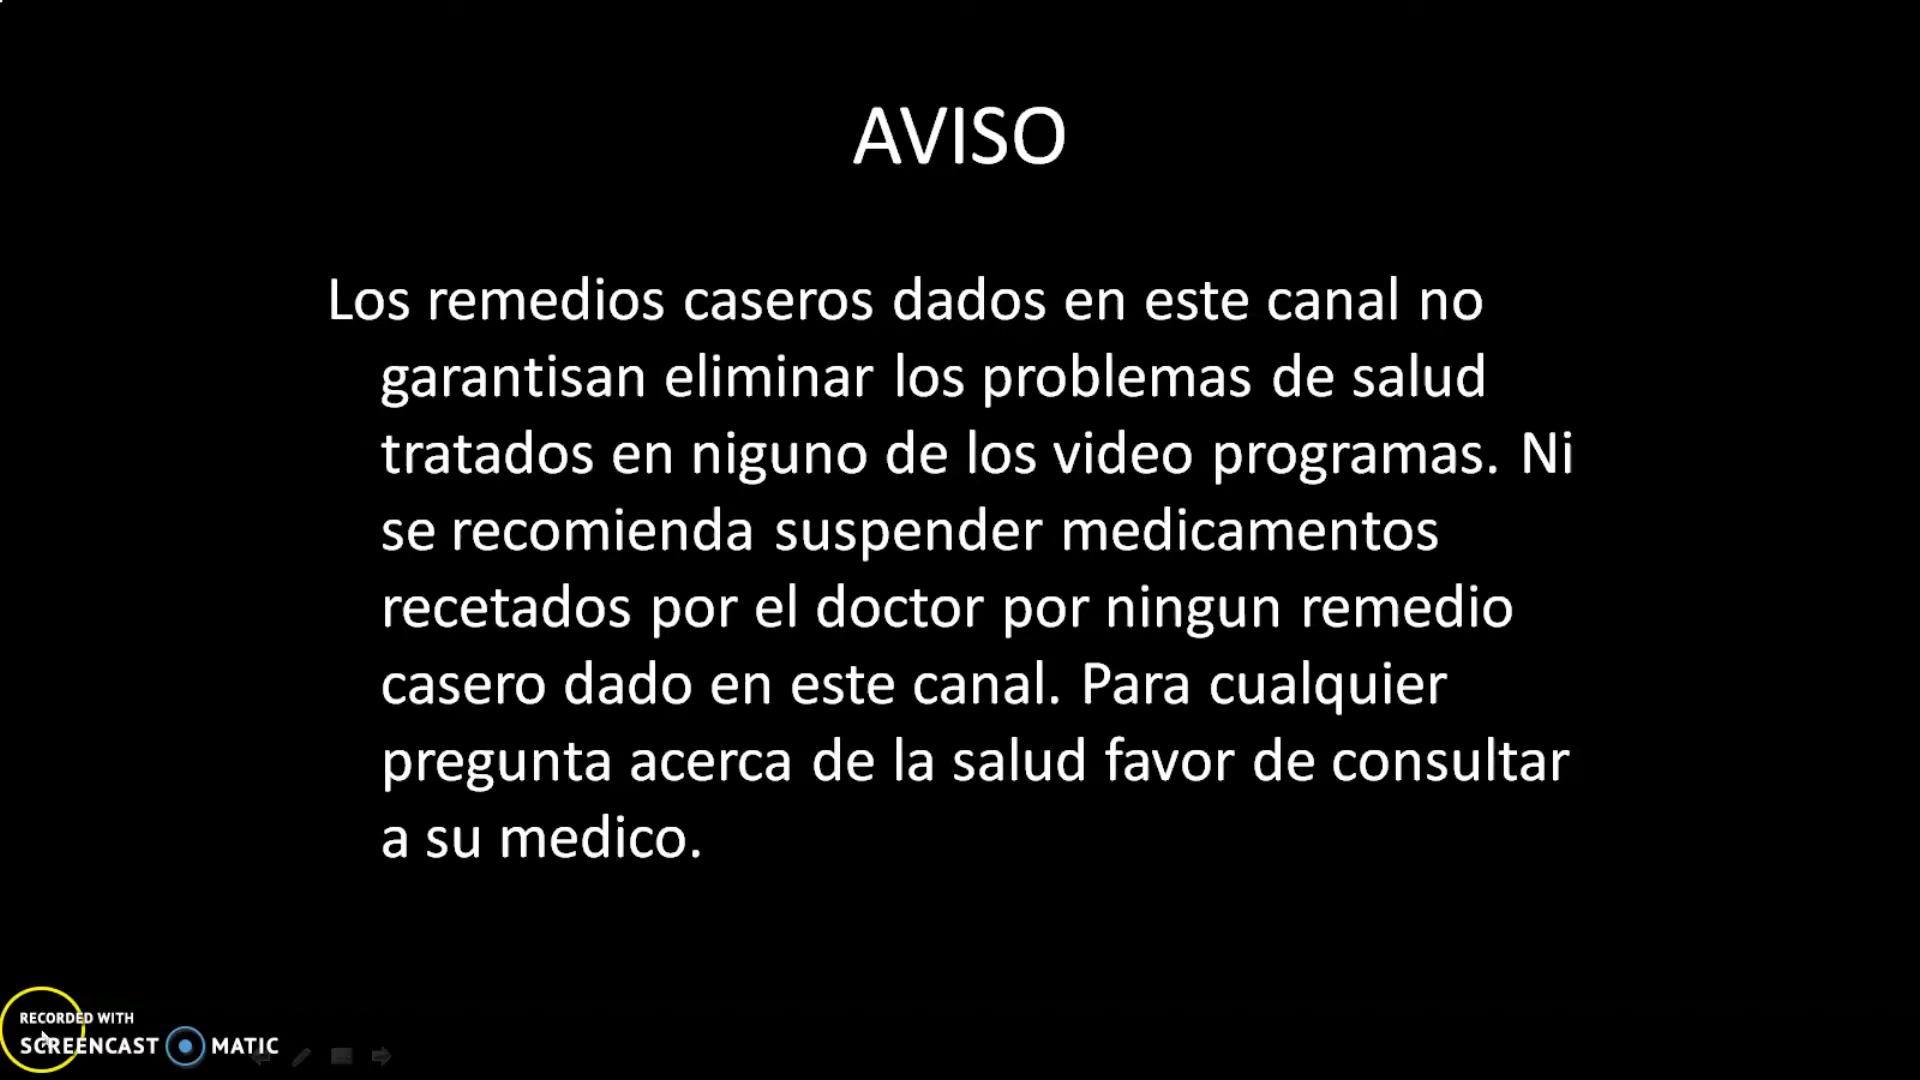 AVISO
Los remedios caseros dados en este canal no
garantisan eliminar los problemas de salud
tratados en niguno de los video programas. Ni
se recomienda suspender medicamentos
recetados por el doctor por ningun remedio
casero dado en este canal. Para cualquier
pregunta acerca de la salud favor de consultar
a su medico.
RECORDED WITH
SCREENCAST MATIC